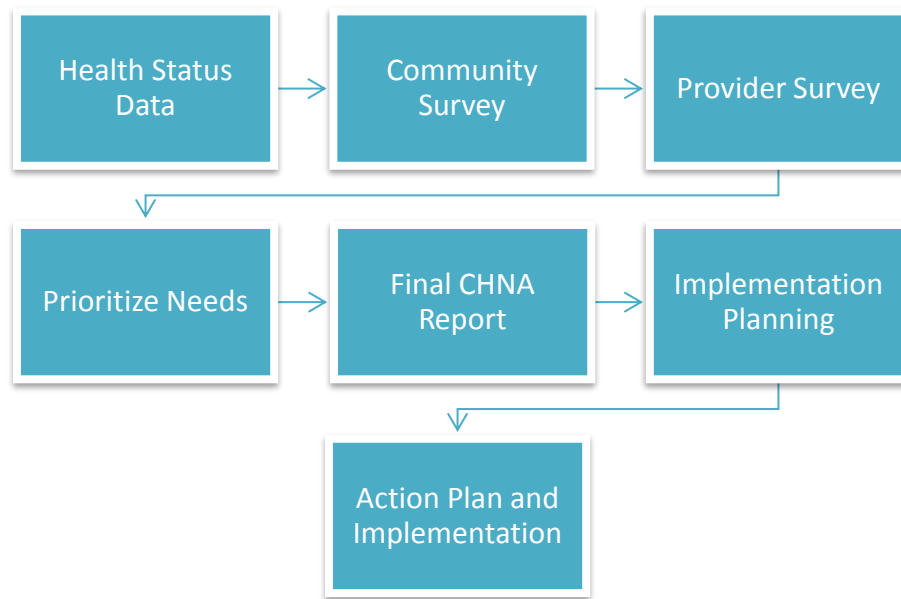 Health Status
Data
Community
Survey
Provider Survey
Prioritize Needs
Final CHNA
Report
Implementation
Planning
Action Plan and
Implementation